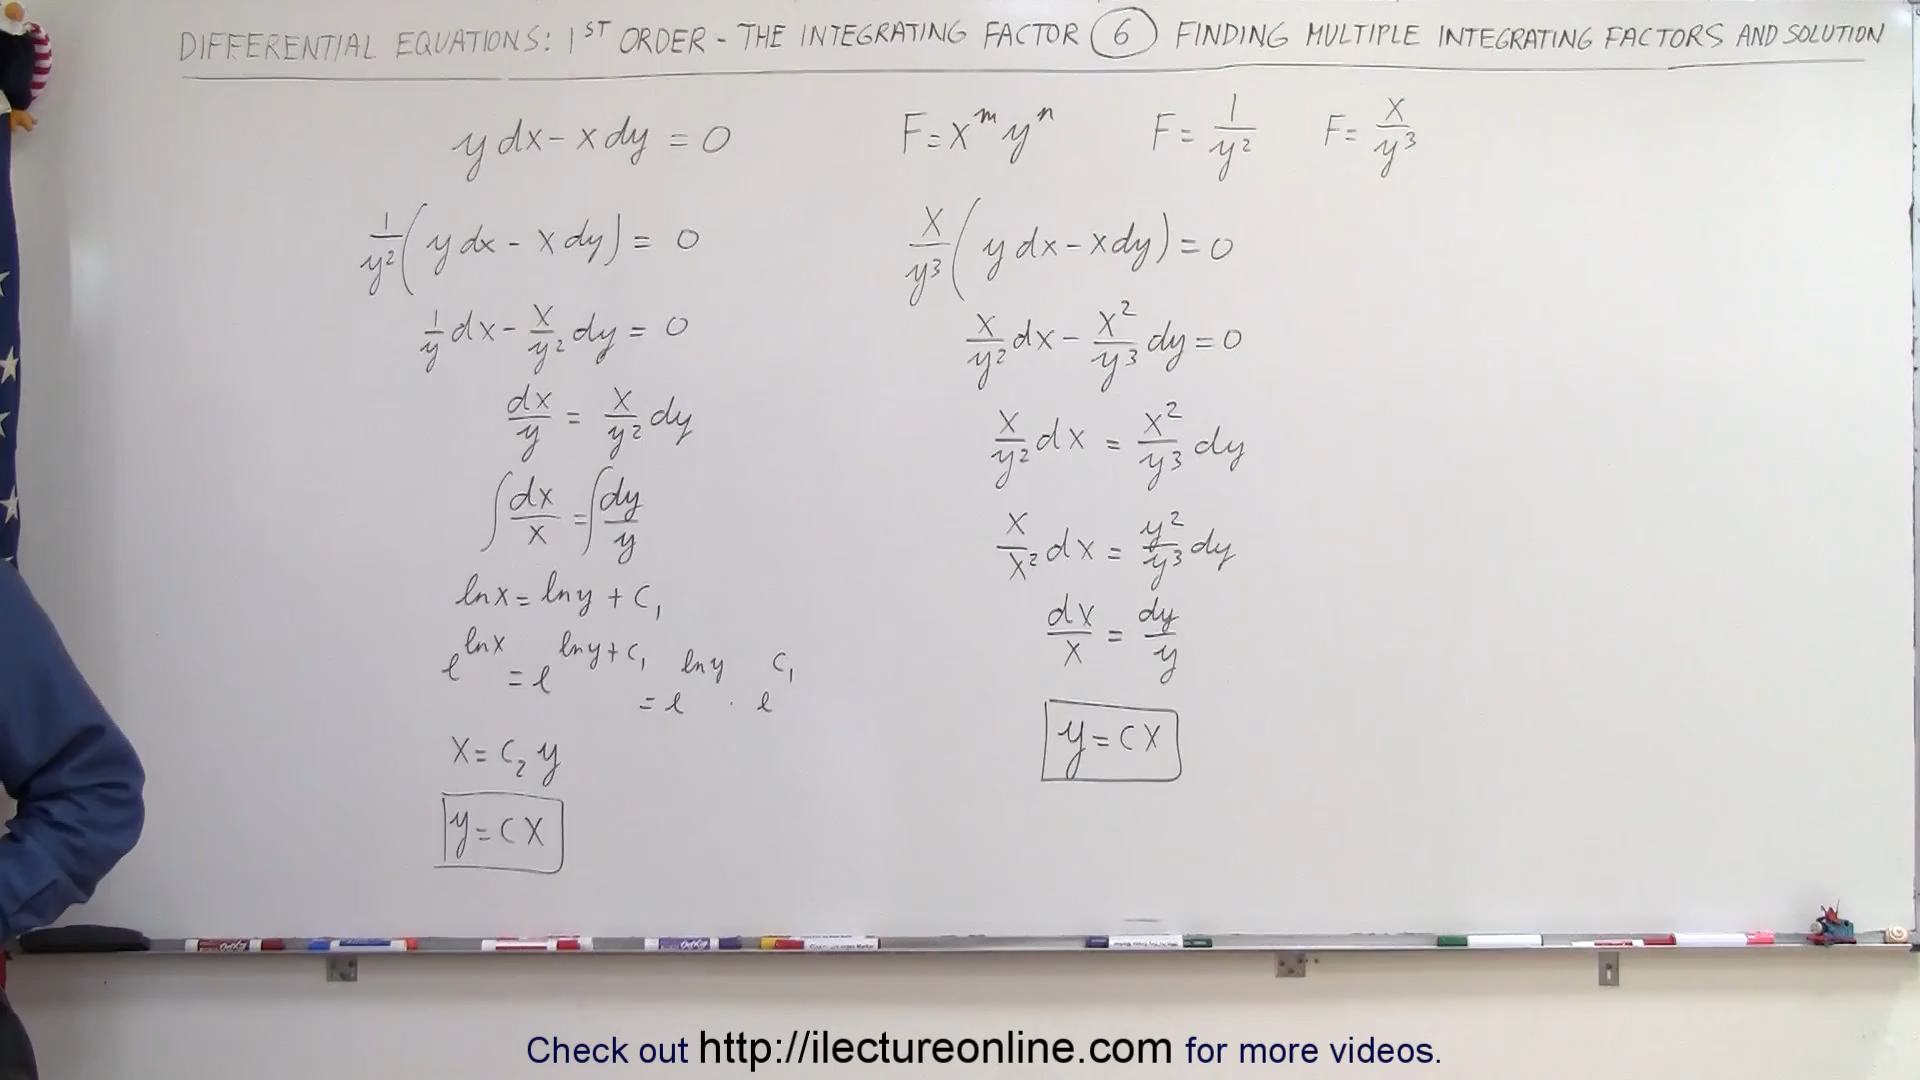 DIFFERENTIAL EQUATIONS: 1ST ORDER - THE INTEGRATING FACTOR 6 FINDING MULTIPLE INTEGRATING FACTORS AND SOLUTION
y dx - x dy = 0
F = x^m y^n
F = 1/y²
F = x/y³
1/y² (y dx - x dy) = 0
1/y dx - x/y² dy = 0
dx/y = x/y² dy
∫ dx/x = ∫ dy/y
ln x = ln y + C₁
e^(ln x) = e^(ln y + C₁) = e^(ln y) · e^(C₁)
x = C₂ y
y = C x
x/y³ (y dx - x dy) = 0
x/y² dx - x²/y³ dy = 0
x/y² dx = x²/y³ dy
x/x² dx = y²/y³ dy
dx/x = dy/y
y = C x
Check out http://ilectureonline.com for more videos.